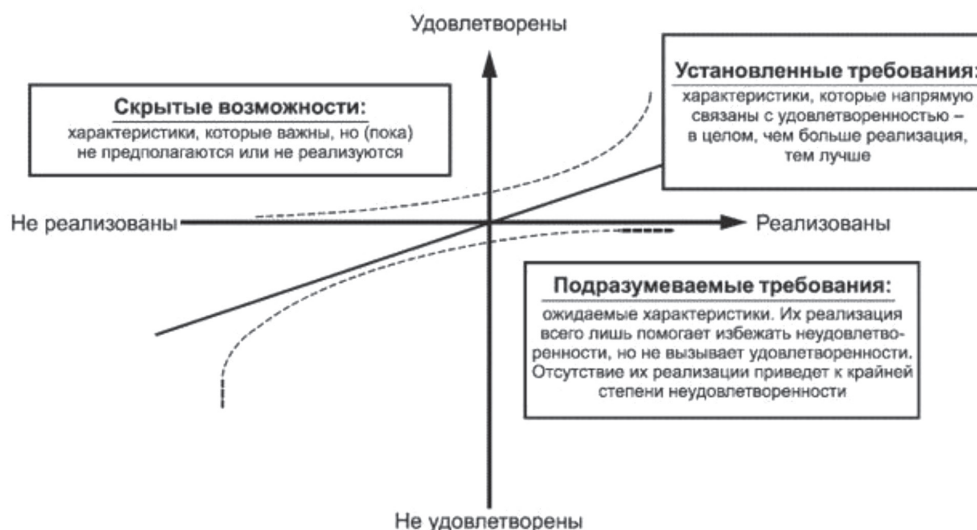 Удовлетворены
Скрытые возможности:
характеристики, которые важны, но (пока)
не предполагаются или не реализуются
Установленные требования:
характеристики, которые напрямую
связаны с удовлетворенностью –
в целом, чем больше реализация,
тем лучше
Не реализованы
Реализованы
Подразумеваемые требования:
ожидаемые характеристики. Их реализация
всего лишь помогает избежать неудовлетво-
ренности, но не вызывает удовлетворенности.
Отсутствие их реализации приведет к крайней
степени неудовлетворенности
Не удовлетворены